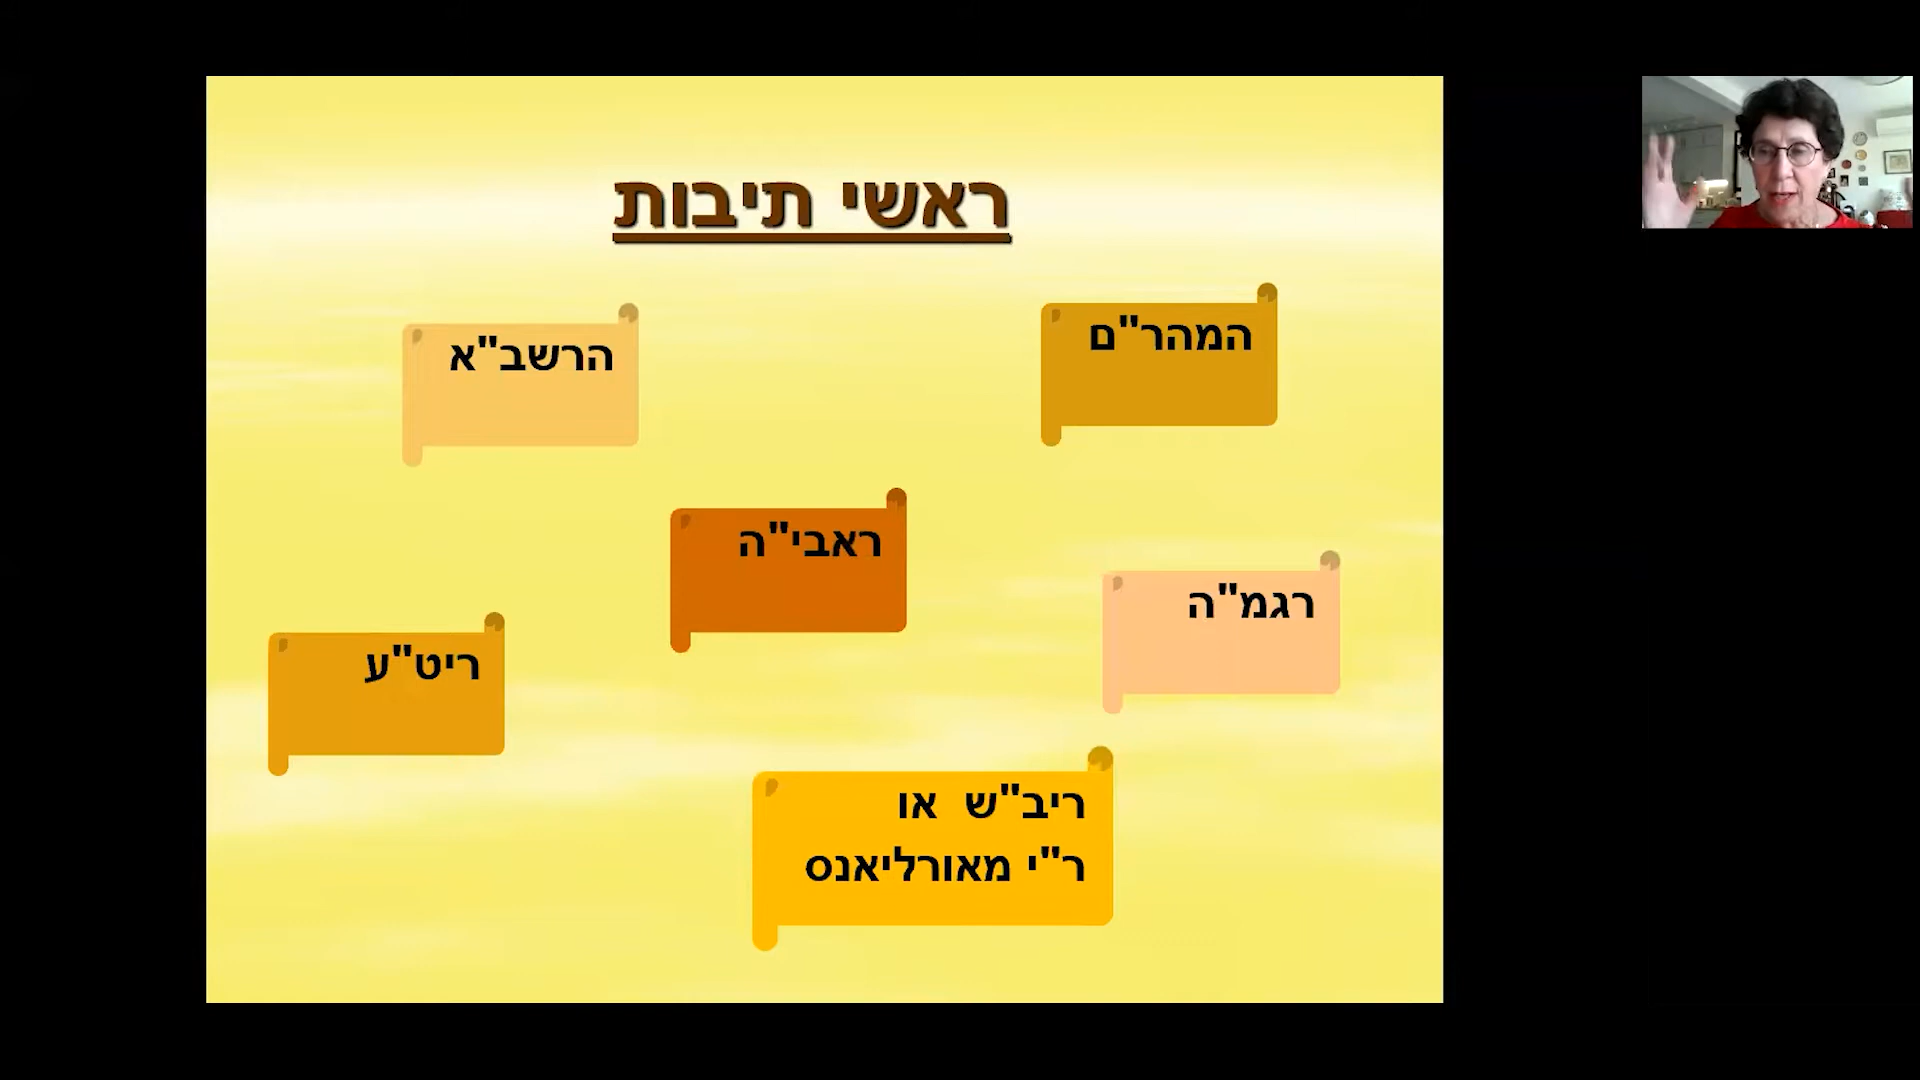 ראשי תיבות
המהר"ם
הרשב"א
ראבי"ה
רגמ"ה
ריט"ע
ריב"ש או
ר"י מאורליאנס